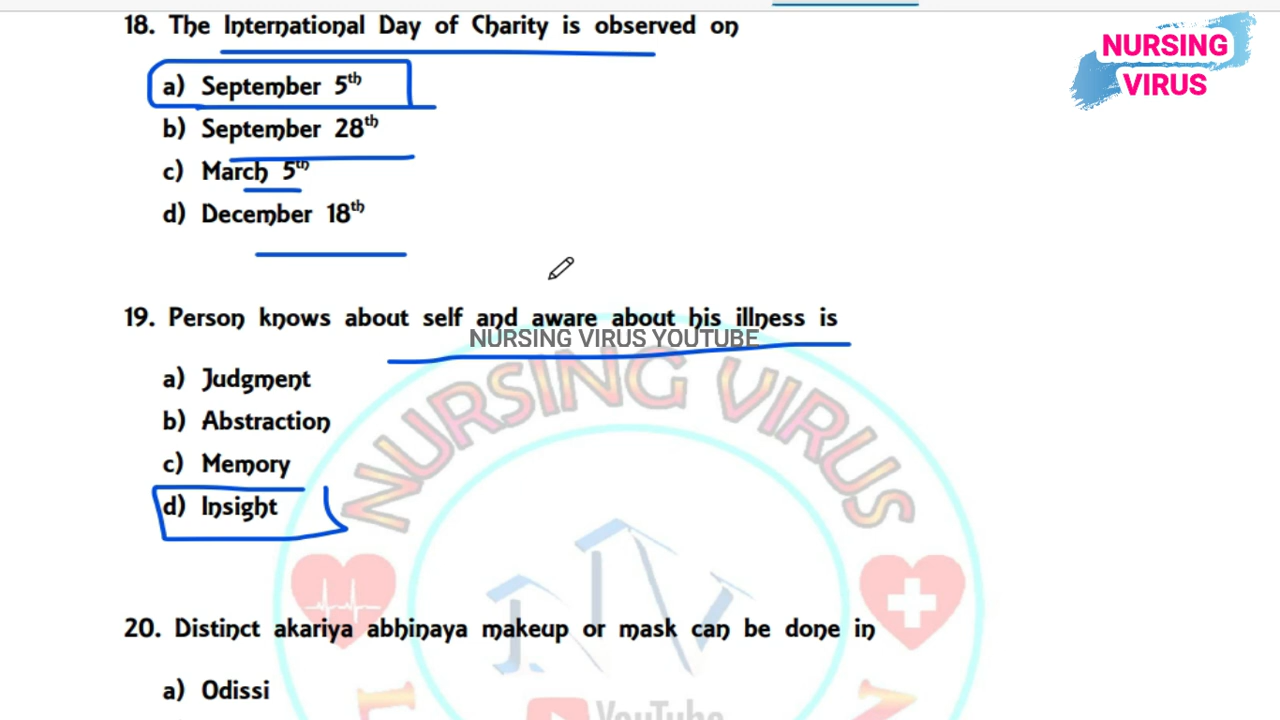 18. The International Day of Charity is observed on
NURSING
VIRUS
a) September 5th
b) September 28th
c) March 5th
d) December 18th
19. Person knows about self and aware about his illness is
NURSING VIRUS YOUTUBE
NURSING VIRUS
a) Judgment
b) Abstraction
c) Memory
d) Insight
20. Distinct akariya abhinaya makeup or mask can be done in
a) Odissi
YouTube